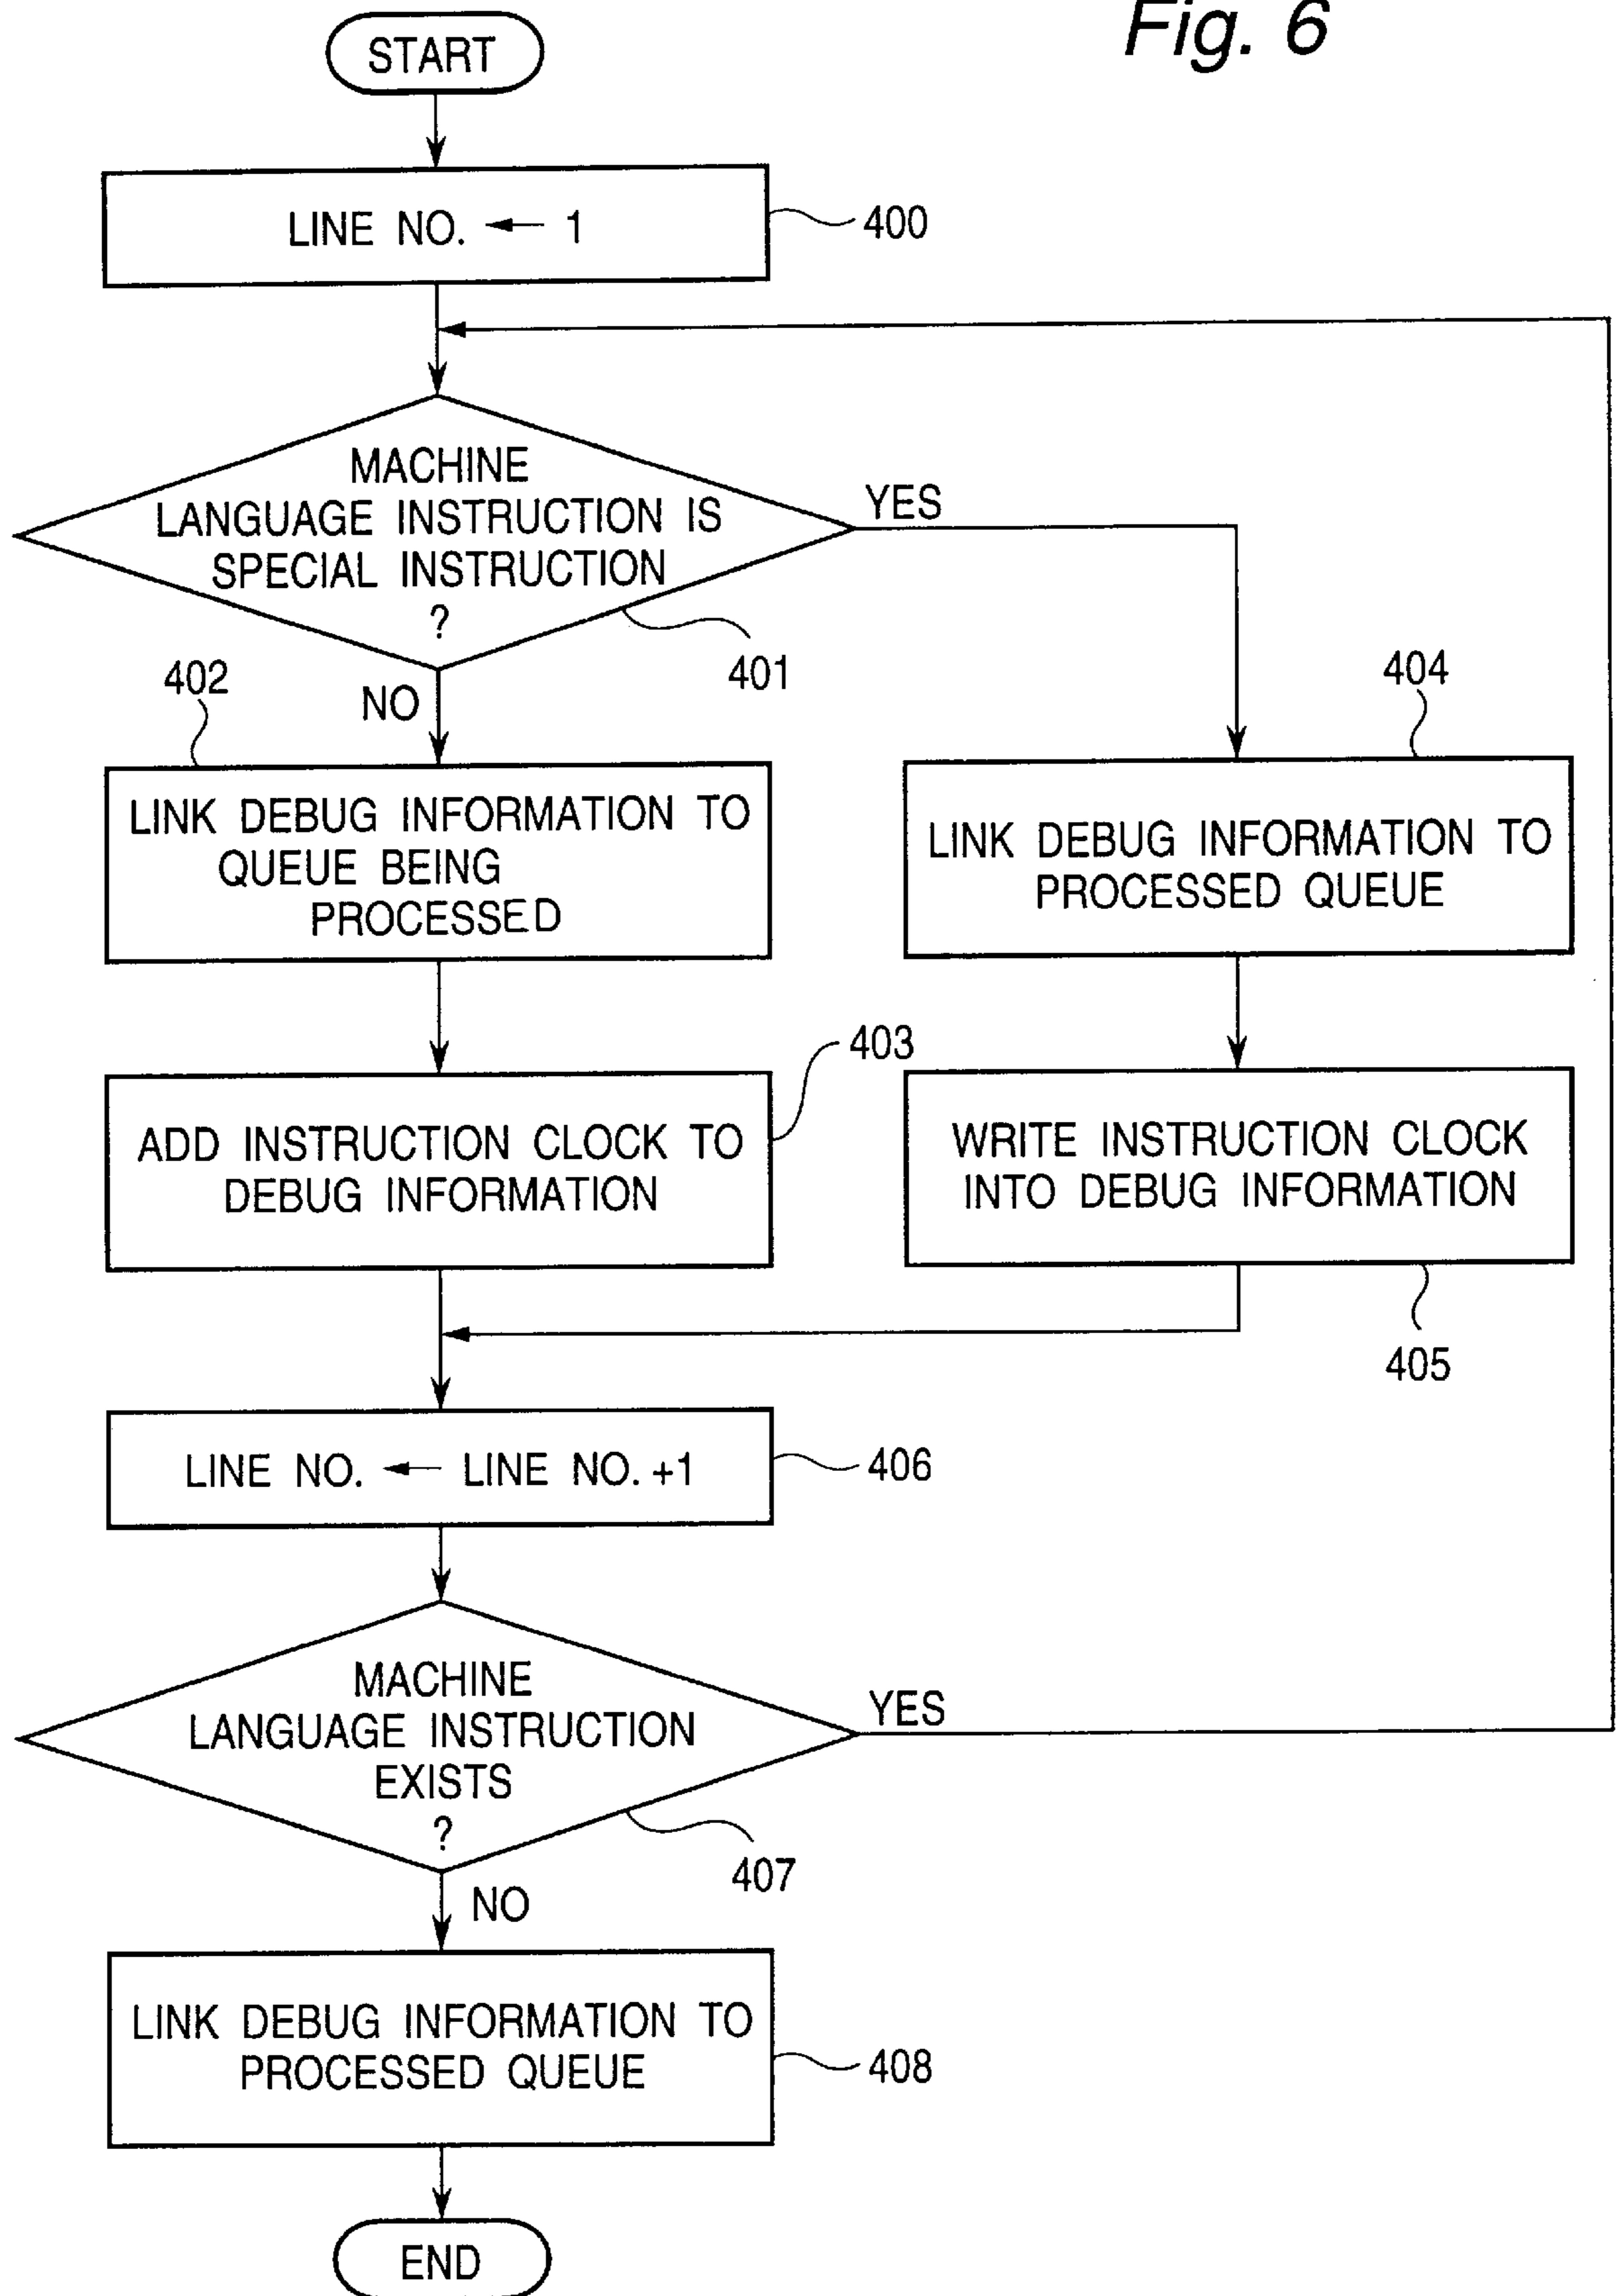 Fig. 6
START
LINE NO. ← 1
400
MACHINE
LANGUAGE INSTRUCTION IS
SPECIAL INSTRUCTION
?
YES
401
NO
402
404
LINK DEBUG INFORMATION TO
QUEUE BEING
PROCESSED
LINK DEBUG INFORMATION TO
PROCESSED QUEUE
403
ADD INSTRUCTION CLOCK TO
DEBUG INFORMATION
WRITE INSTRUCTION CLOCK
INTO DEBUG INFORMATION
405
LINE NO. ← LINE NO. +1
406
MACHINE
LANGUAGE INSTRUCTION
EXISTS
?
YES
407
NO
LINK DEBUG INFORMATION TO
PROCESSED QUEUE
408
END